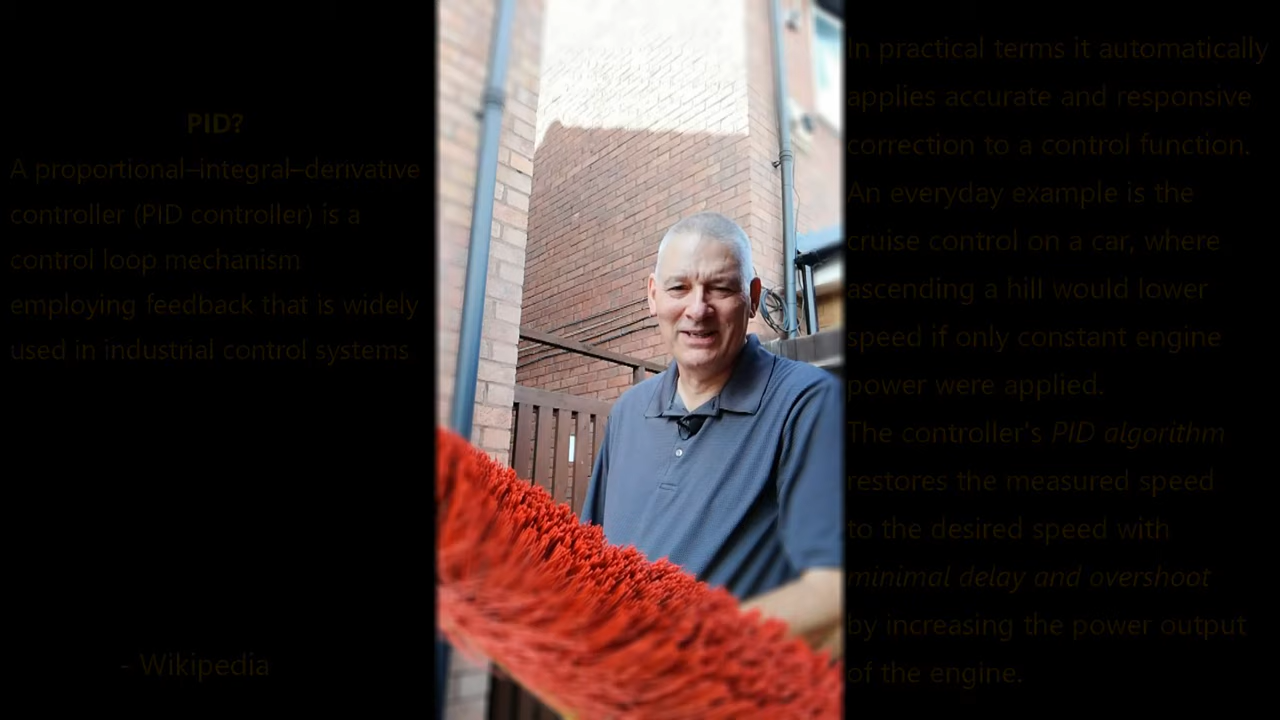 PID?
A proportional–integral–derivative
controller (PID controller) is a
control loop mechanism
employing feedback that is widely
used in industrial control systems
- Wikipedia
In practical terms it automatically
applies accurate and responsive
correction to a control function.
An everyday example is the
cruise control on a car, where
ascending a hill would lower
speed if only constant engine
power were applied.
The controller's PID algorithm
restores the measured speed
to the desired speed with
minimal delay and overshoot
by increasing the power output
of the engine.